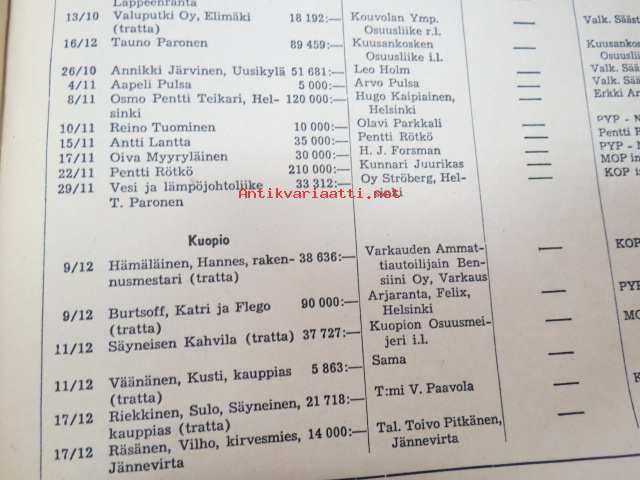 Lappeenranta
13/10 Valuputki Oy, Elimäki 18 192:— Kouvolan Ymp. — Valk. Sääst
(tratta) Osuusliike r.l.
16/12 Tauno Paronen 89 459:— Kuusankosken — Kuusankos
Osuusliike i.l. Osuusliike
26/10 Annikki Järvinen, Uusikylä 51 681:— Leo Holm — Valk. Sääs
4/11 Aapeli Pulsa 5 000:— Arvo Pulsa — Valk. Sää
8/11 Osmo Pentti Teikari, Hel- 120 000:— Hugo Kaipiainen, — Erkki Ar
sinki Helsinki
10/11 Reino Tuominen 10 000:— Olavi Parkkali — PYP - N
15/11 Antti Lantta 35 000:— Pentti Rötkö — Pentti P
17/11 Oiva Myyryläinen 30 000:— H. J. Forsman — PYP - N
22/11 Pentti Rötkö 210 000:— Kunnari Juurikas — MOP in
29/11 Vesi ja lämpöjohtoliike 33 312:— Oy Ströberg, Hel- — KOP is
T. Paronen sinki
Antikvariaatti.net
Kuopio
9/12 Hämäläinen, Hannes, raken- 38 636:— Varkauden Ammat- — KOP
nusmestari (tratta) tiautoilijain Ben-
siini Oy, Varkaus
9/12 Burtsoff, Katri ja Flego 90 000:— Arjaranta, Felix, — PYP
(tratta) Helsinki
11/12 Säyneisen Kahvila (tratta) 37 727:— Kuopion Osuusmei- — MO
jeri i.l.
11/12 Väänänen, Kusti, kauppias 5 863:— Sama —
(tratta)
17/12 Riekkinen, Sulo, Säyneinen, 21 718:— T:mi V. Paavola — K
kauppias (tratta)
17/12 Räsänen, Vilho, kirvesmies, 14 000:— Tal. Toivo Pitkänen, —
Jännevirta Jännevirta